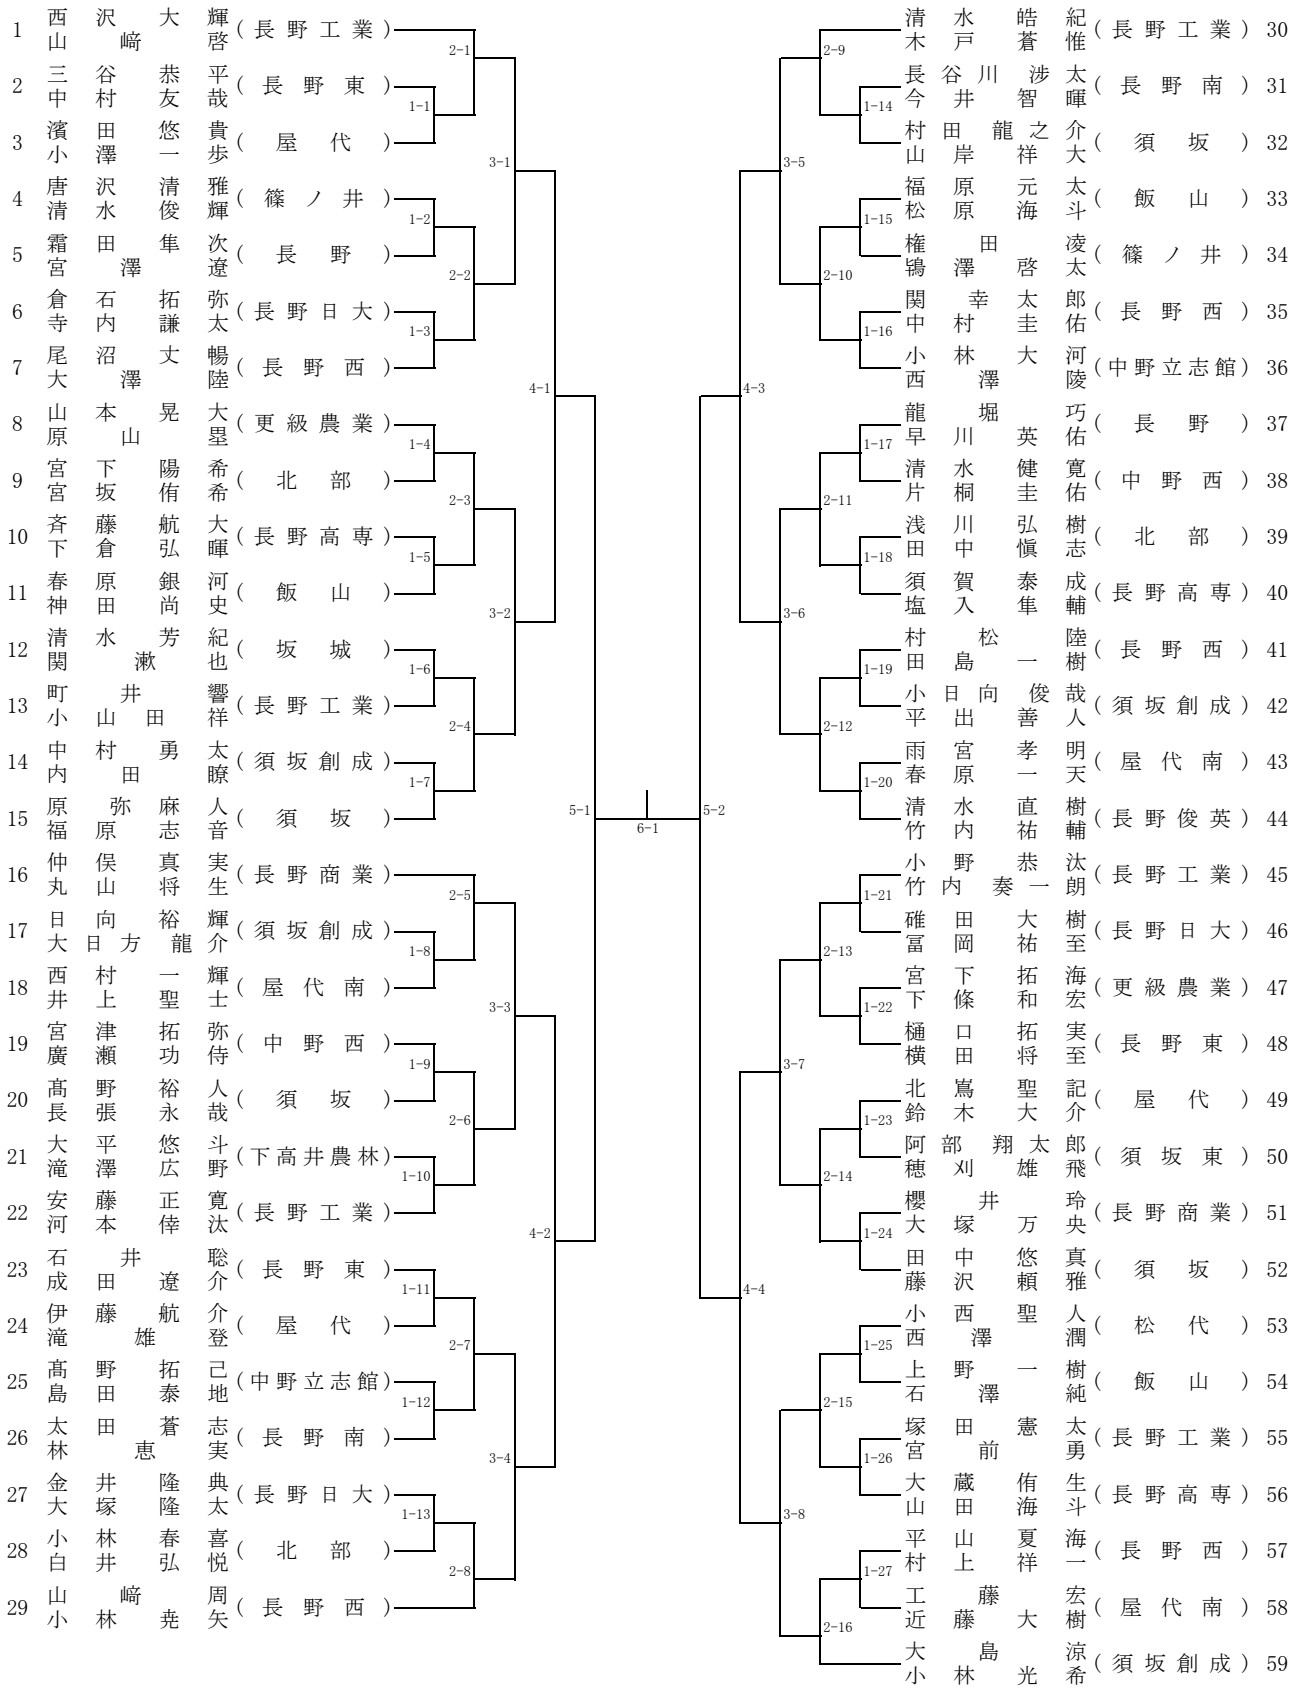 1 西沢大輝 (長野工業)
山﨑啓
2 三谷恭平 (長野東)
中村友哉
3 濱田悠貴 (屋代)
小澤一歩
4 唐沢清雅 (篠ノ井)
清水俊輝
5 霜田隼次 (長野)
宮澤遼
6 倉石拓弥 (長野日大)
寺内謙太
7 尾沼丈暢 (長野西)
大澤陸
8 山本晃大 (更級農業)
原山塁
9 宮下陽希 (北部)
宮坂侑希
10 斉藤航大 (長野高専)
下倉弘暉
11 春原銀河 (飯山)
神田尚史
12 清水芳紀 (坂城)
関漱也
13 町井響 (長野工業)
小山田祥
14 中村勇太 (須坂創成)
内田瞭
15 原弥麻人 (須坂)
福原志音
16 仲俣真実 (長野商業)
丸山将生
17 日向裕輝 (須坂創成)
大日方龍介
18 西村一輝 (屋代南)
井上聖士
19 宮津拓弥 (中野西)
廣瀬功侍
20 髙野裕人 (須坂)
長張永哉
21 大平悠斗 (下高井農林)
滝澤広野
22 安藤正寛 (長野工業)
河本倖汰
23 石井聡 (長野東)
成田遼介
24 伊藤航介 (屋代)
滝雄登
25 髙野拓己 (中野立志館)
島田泰地
26 太田蒼志 (長野南)
林恵実
27 金井隆典 (長野日大)
大塚隆太
28 小林春喜 (北部)
白井弘悦
29 山﨑周 (長野西)
小林尭矢
2-1
1-1
3-1
1-2
2-2
1-3
4-1
1-4
2-3
1-5
3-2
1-6
2-4
1-7
5-1
2-5
1-8
3-3
1-9
2-6
1-10
4-2
1-11
2-7
1-12
3-4
1-13
2-8
6-1
5-2
2-9
1-14
3-5
1-15
2-10
1-16
4-3
1-17
2-11
1-18
3-6
1-19
2-12
1-20
1-21
2-13
1-22
3-7
1-23
2-14
1-24
4-4
1-25
2-15
1-26
3-8
1-27
2-16
清水皓紀 (長野工業) 30
木戸蒼惟
長谷川渉太 (長野南) 31
今井智暉
村田龍之介 (須坂) 32
山岸祥大
福原元太 (飯山) 33
松原海斗
権田凌 (篠ノ井) 34
鴇澤啓太
関幸太郎 (長野西) 35
中村圭佑
小林大河 (中野立志館) 36
西澤陵
龍堀巧 (長野) 37
早川英佑
清水健寛 (中野西) 38
片桐圭佑
浅川弘樹 (北部) 39
田中愼志
須賀泰成 (長野高専) 40
塩入隼輔
村松陸 (長野西) 41
田島一樹
小日向俊哉 (須坂創成) 42
平出善人
雨宮孝明 (屋代南) 43
春原一天
清水直樹 (長野俊英) 44
竹内祐輔
小野恭汰 (長野工業) 45
竹内奏一朗
碓田大樹 (長野日大) 46
冨岡祐至
宮下拓海 (更級農業) 47
下條和宏
樋口拓実 (長野東) 48
横田将至
北嶌聖記 (屋代) 49
鈴木大介
阿部翔太郎 (須坂東) 50
穂刈雄飛
櫻井玲 (長野商業) 51
大塚万央
田中悠真 (須坂) 52
藤沢頼雅
小西聖人 (松代) 53
西澤潤
上野一樹 (飯山) 54
石澤純
塚田憲太 (長野工業) 55
宮前勇
大蔵侑生 (長野高専) 56
山田海斗
平山夏海 (長野西) 57
村上祥一
工藤宏 (屋代南) 58
近藤大樹
大島涼 (須坂創成) 59
小林光希